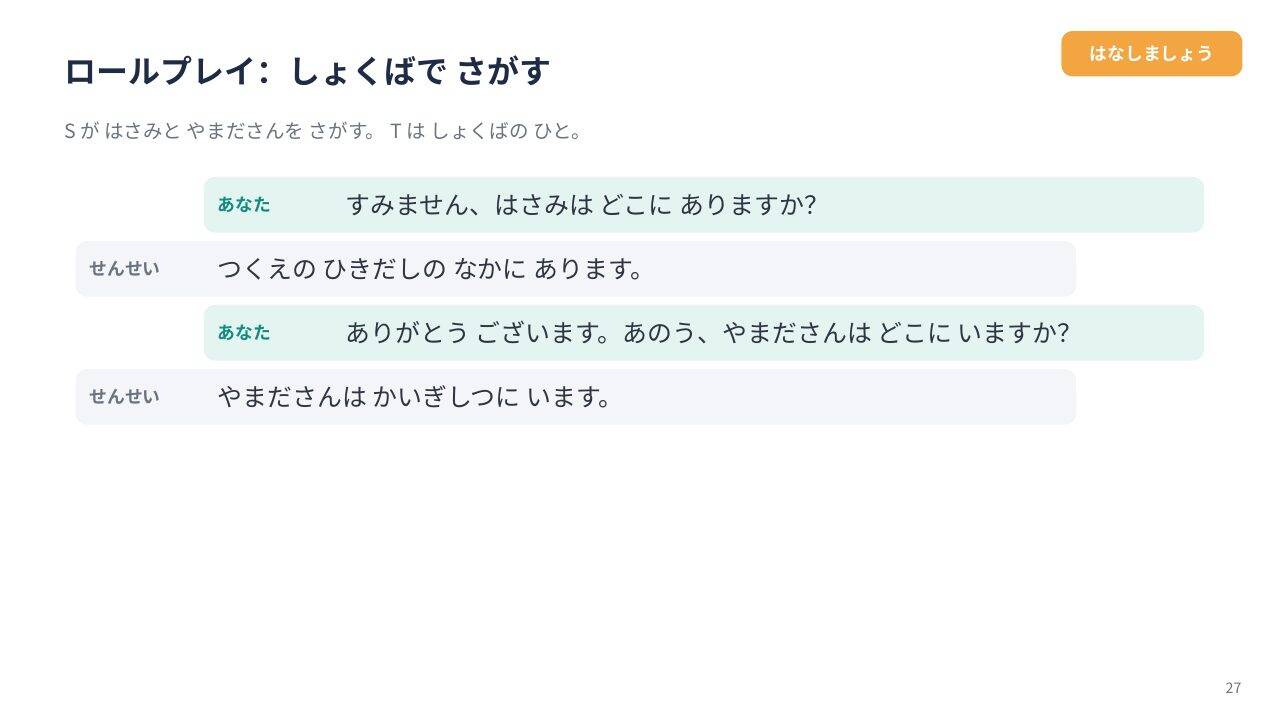 ロールプレイ：しょくばで さがす
はなしましょう
S が はさみと やまださんを さがす。 T は しょくばの ひと。
あなた すみません、はさみは どこに ありますか?
せんせい つくえの ひきだしの なかに あります。
あなた ありがとう ございます。あのう、やまださんは どこに いますか?
せんせい やまださんは かいぎしつに います。
27